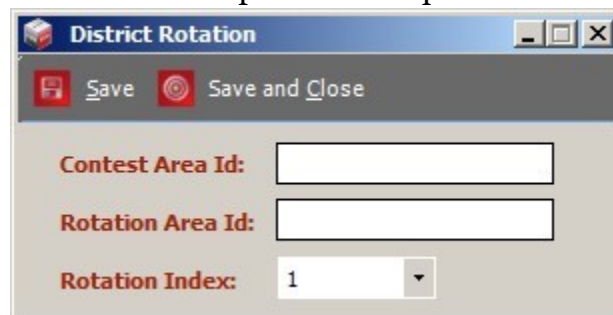 District Rotation
Save Save and Close
Contest Area Id:
Rotation Area Id:
Rotation Index: 1